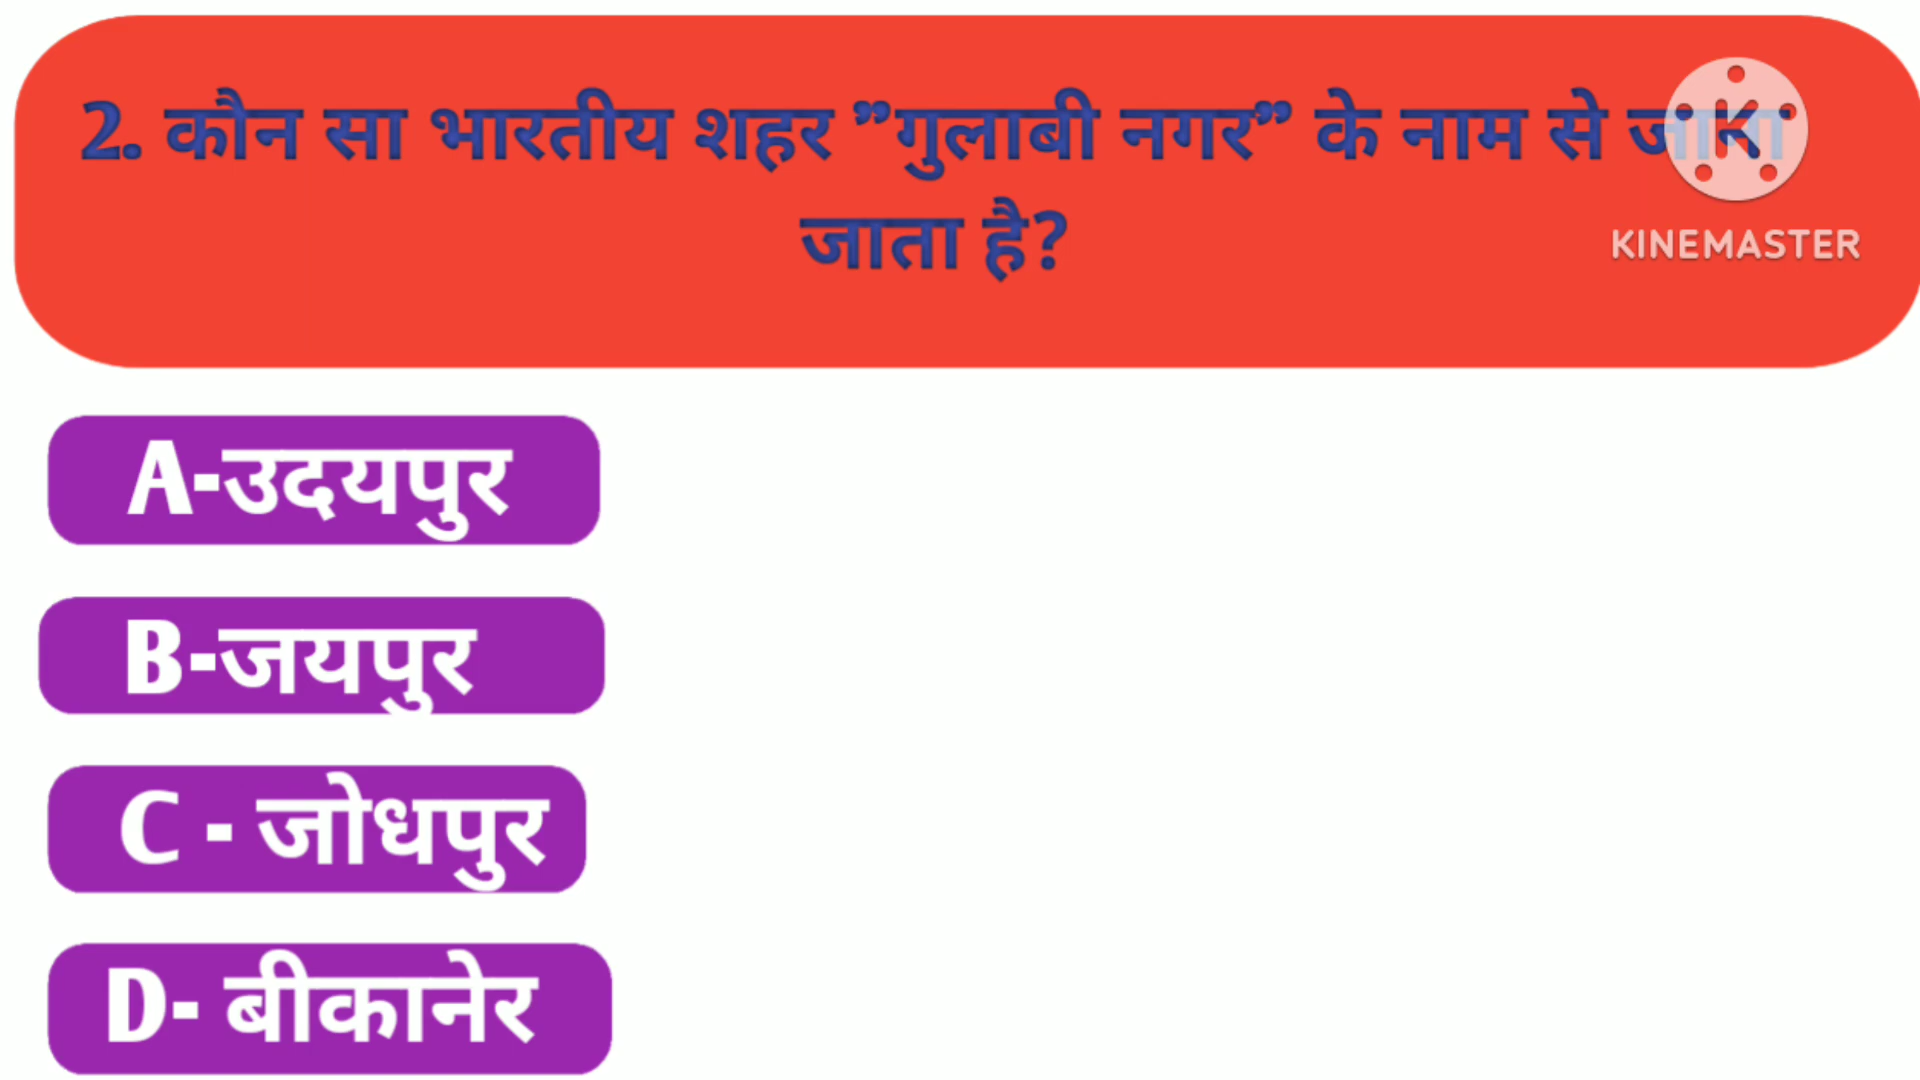 2. कौन सा भारतीय शहर ”गुलाबी नगर” के नाम से जाना
जाता है?
KINEMASTER
A-उदयपुर
B-जयपुर
C - जोधपुर
D- बीकानेर